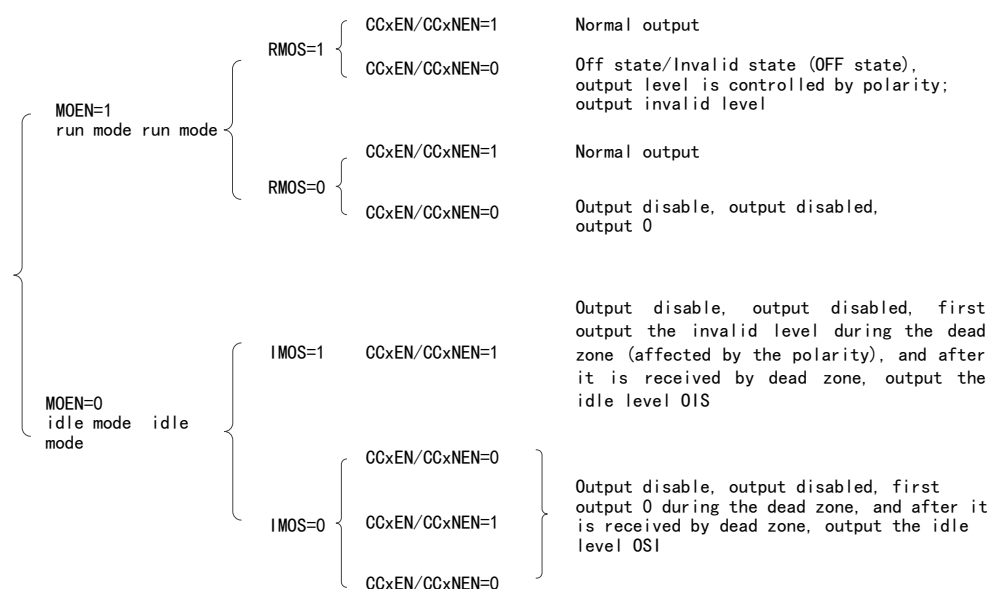 CCxEN/CCxNEN=1 Normal output
RMOS=1
CCxEN/CCxNEN=0 Off state/Invalid state (OFF state),
output level is controlled by polarity;
output invalid level
MOEN=1
run mode run mode
CCxEN/CCxNEN=1 Normal output
RMOS=0
CCxEN/CCxNEN=0 Output disable, output disabled,
output 0
Output disable, output disabled, first
output the invalid level during the dead
IMOS=1 CCxEN/CCxNEN=1 zone (affected by the polarity), and after
it is received by dead zone, output the
idle level OIS
MOEN=0
idle mode idle
mode
CCxEN/CCxNEN=0
Output disable, output disabled, first
output 0 during the dead zone, and after it
IMOS=0 CCxEN/CCxNEN=1 is received by dead zone, output the idle
level OSI
CCxEN/CCxNEN=0